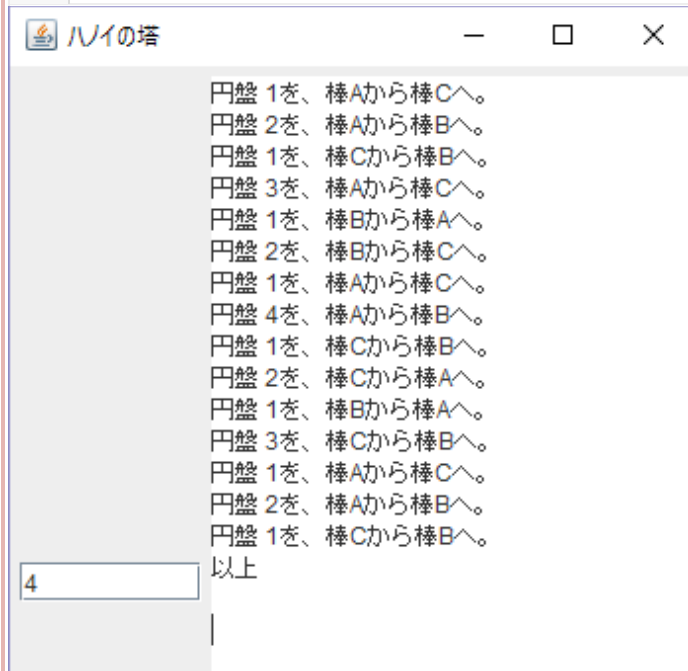 ハノイの塔
円盤 1を、棒Aから棒Cへ。
円盤 2を、棒Aから棒Bへ。
円盤 1を、棒Cから棒Bへ。
円盤 3を、棒Aから棒Cへ。
円盤 1を、棒Bから棒Aへ。
円盤 2を、棒Bから棒Cへ。
円盤 1を、棒Aから棒Cへ。
円盤 4を、棒Aから棒Bへ。
円盤 1を、棒Cから棒Bへ。
円盤 2を、棒Cから棒Aへ。
円盤 1を、棒Bから棒Aへ。
円盤 3を、棒Cから棒Bへ。
円盤 1を、棒Aから棒Cへ。
円盤 2を、棒Aから棒Bへ。
円盤 1を、棒Cから棒Bへ。
以上
4